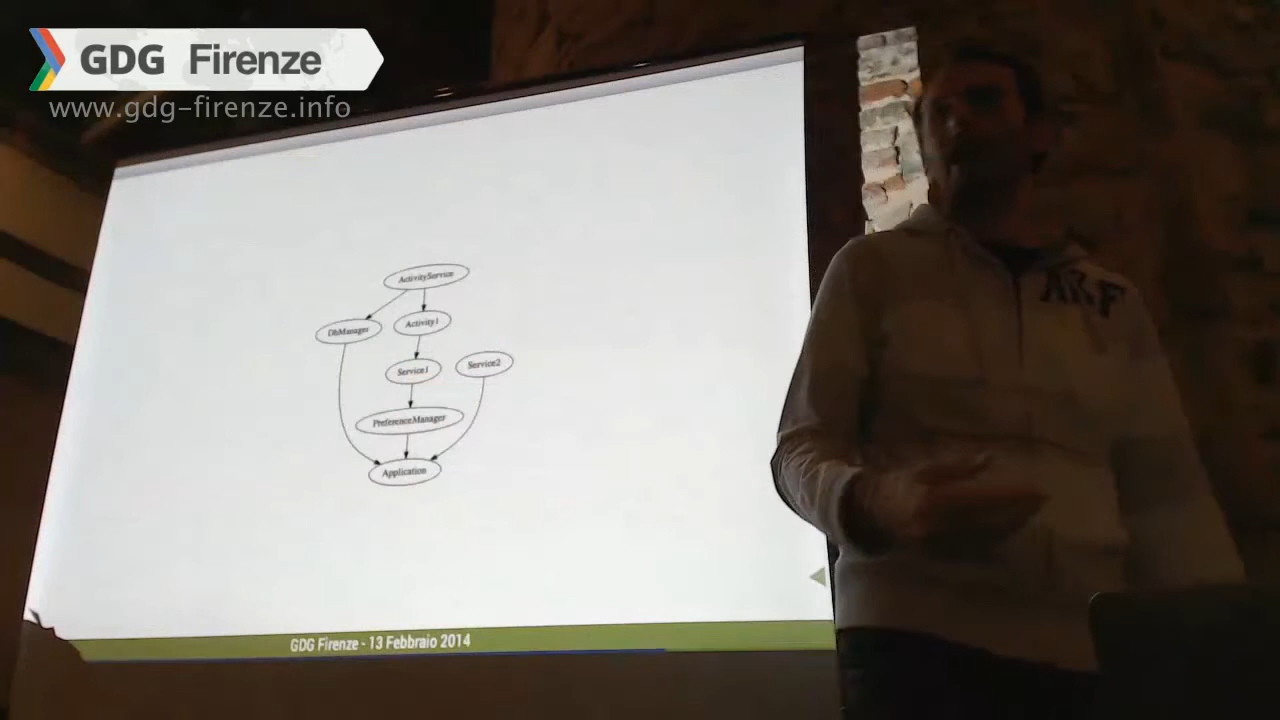 GDG Firenze
www.gdg-firenze.info
ActivityService
DbManager
Activity1
Service1
Service2
PreferenceManager
Application
GDG Firenze - 13 Febbraio 2014